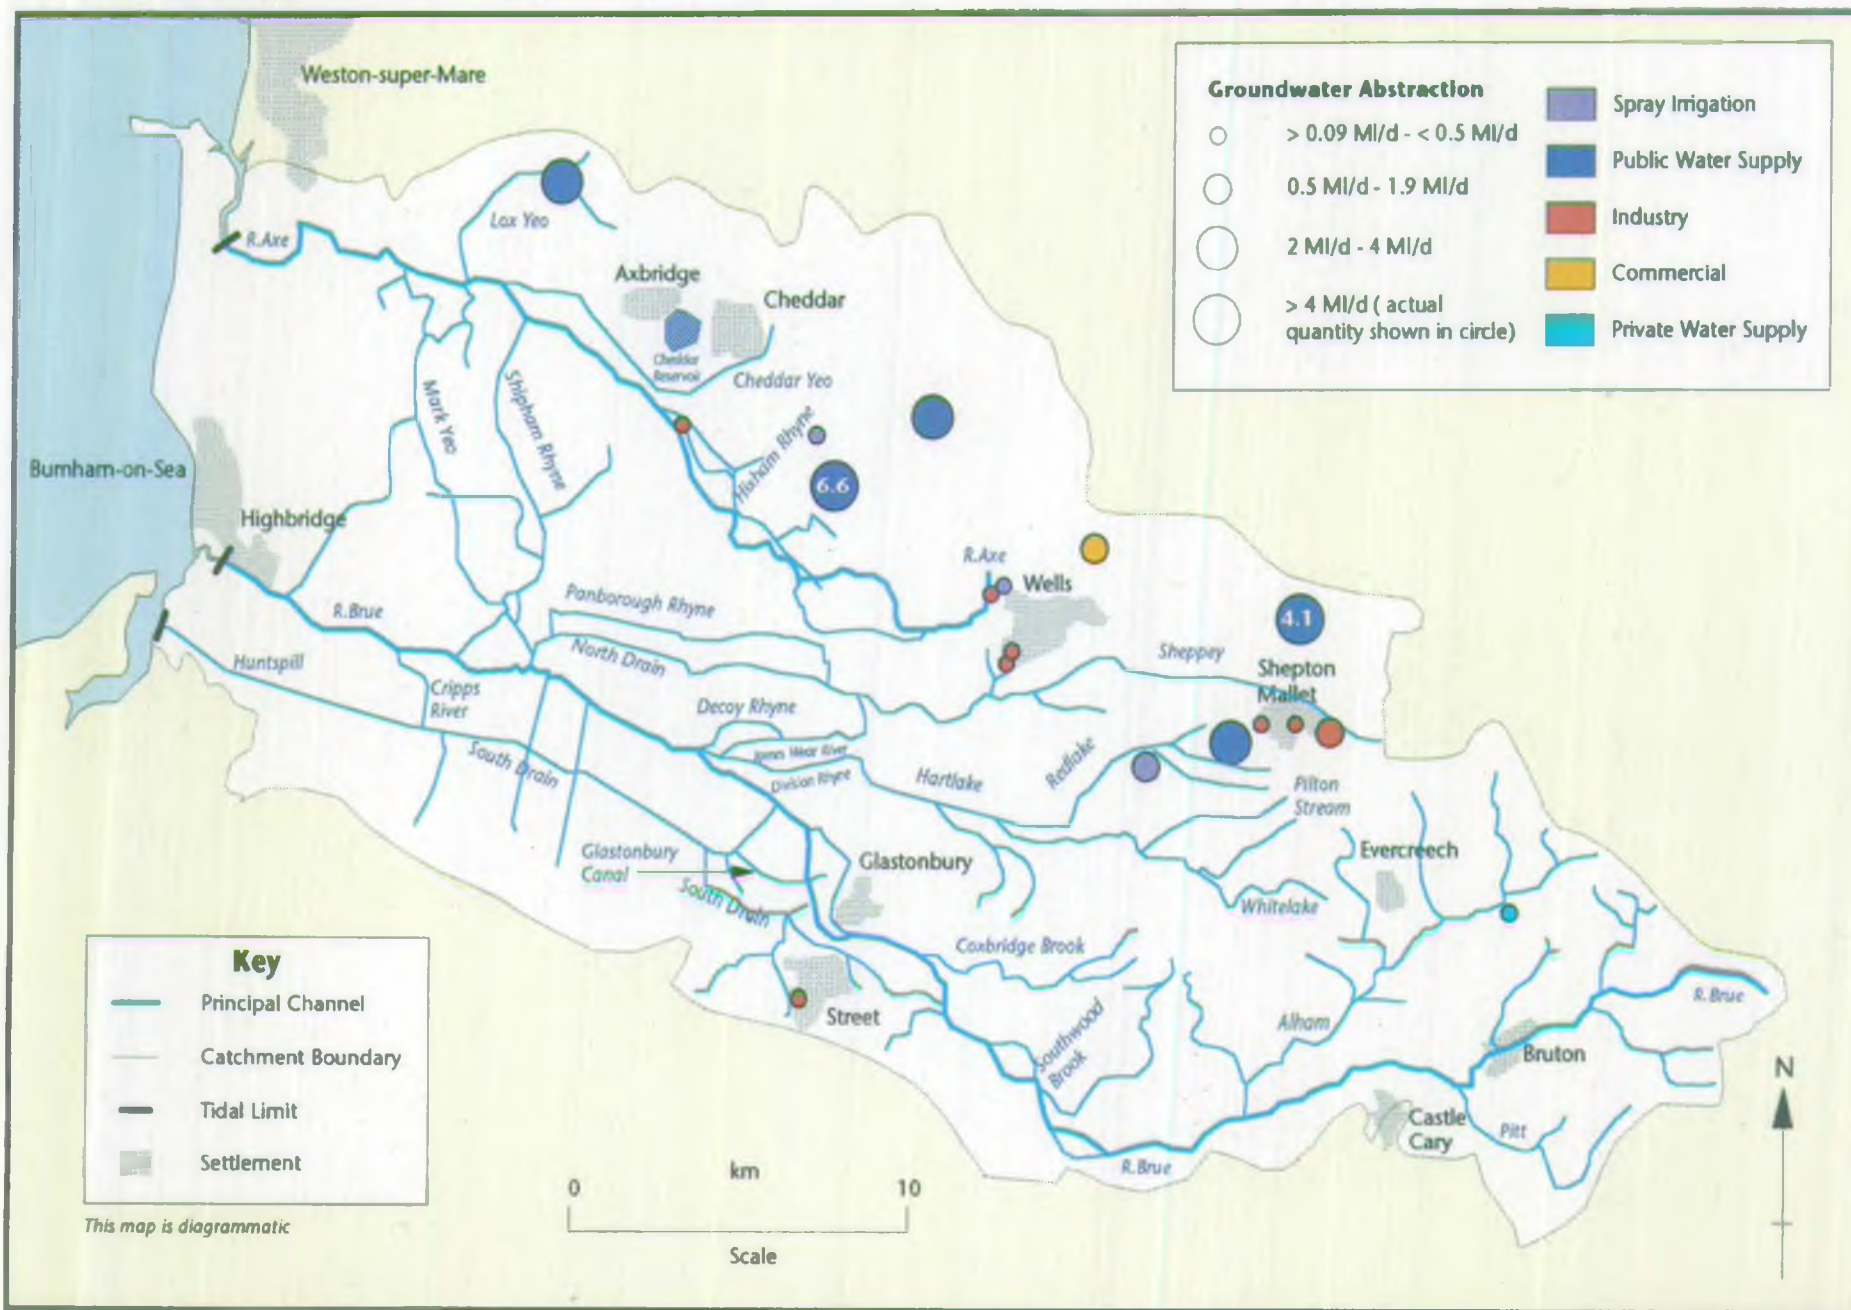 Weston-super-Mare
Groundwater Abstraction
> 0.09 Ml/d - < 0.5 Ml/d
0.5 Ml/d - 1.9 Ml/d
2 Ml/d - 4 Ml/d
> 4 Ml/d ( actual
quantity shown in circle)
Spray Irrigation
Public Water Supply
Industry
Commercial
Private Water Supply
Lox Yeo
R.Axe
Axbridge
Cheddar
Cheddar
Reservoir
Cheddar Yeo
Mark Yeo
Shipham Rhyne
Hixham Rhyne
6.6
Burnham-on-Sea
Highbridge
R.Axe
Wells
4.1
Panborough Rhyne
R.Brue
Huntspill
North Drain
Sheppey
Shepton
Mallet
Cripps
River
Decoy Rhyne
James Wear River
Division Rhyne
South Drain
Hartlake
Redlake
Pilton
Stream
Glastonbury
Canal
South Drain
Glastonbury
Evercreech
Whitelake
Coxbridge Brook
Street
Southwood
Brook
Alham
R.Brue
Bruton
Castle
Cary
Pitt
R.Brue
Key
Principal Channel
Catchment Boundary
Tidal Limit
Settlement
This map is diagrammatic
km
0 10
Scale
N